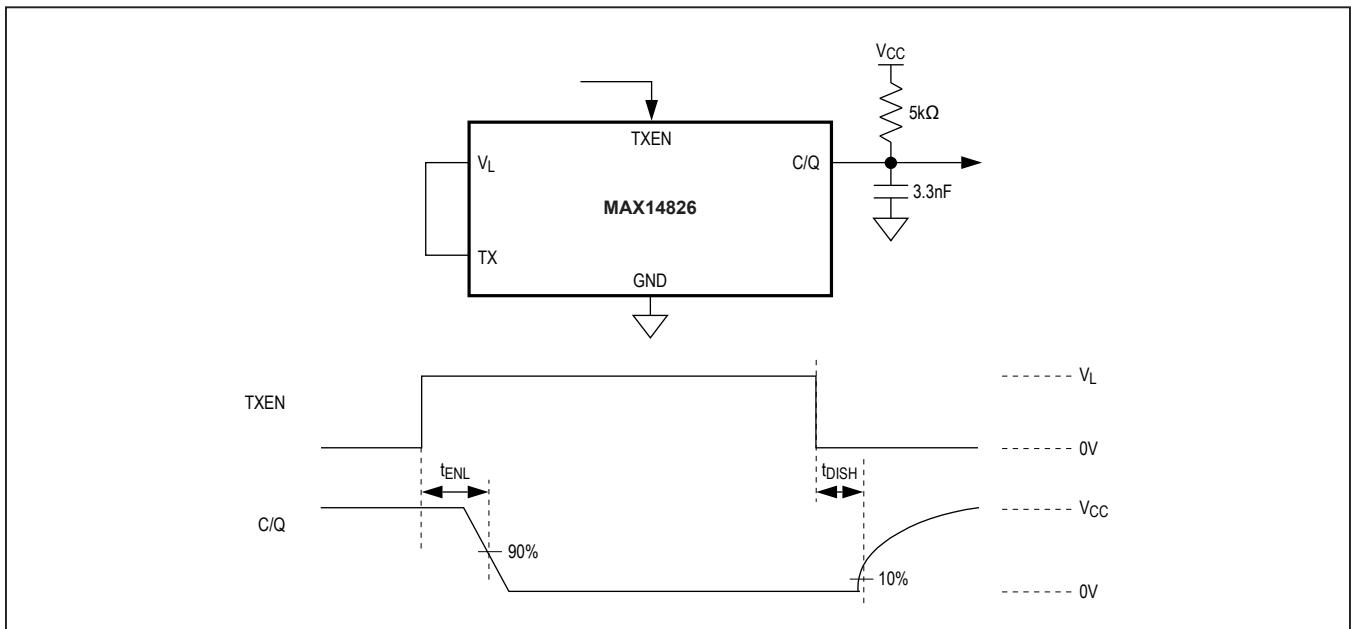 VCC
5kΩ
TXEN
VL
C/Q
MAX14826
3.3nF
TX
GND
VL
TXEN
0V
tENL
tDISH
VCC
C/Q
90%
10%
0V